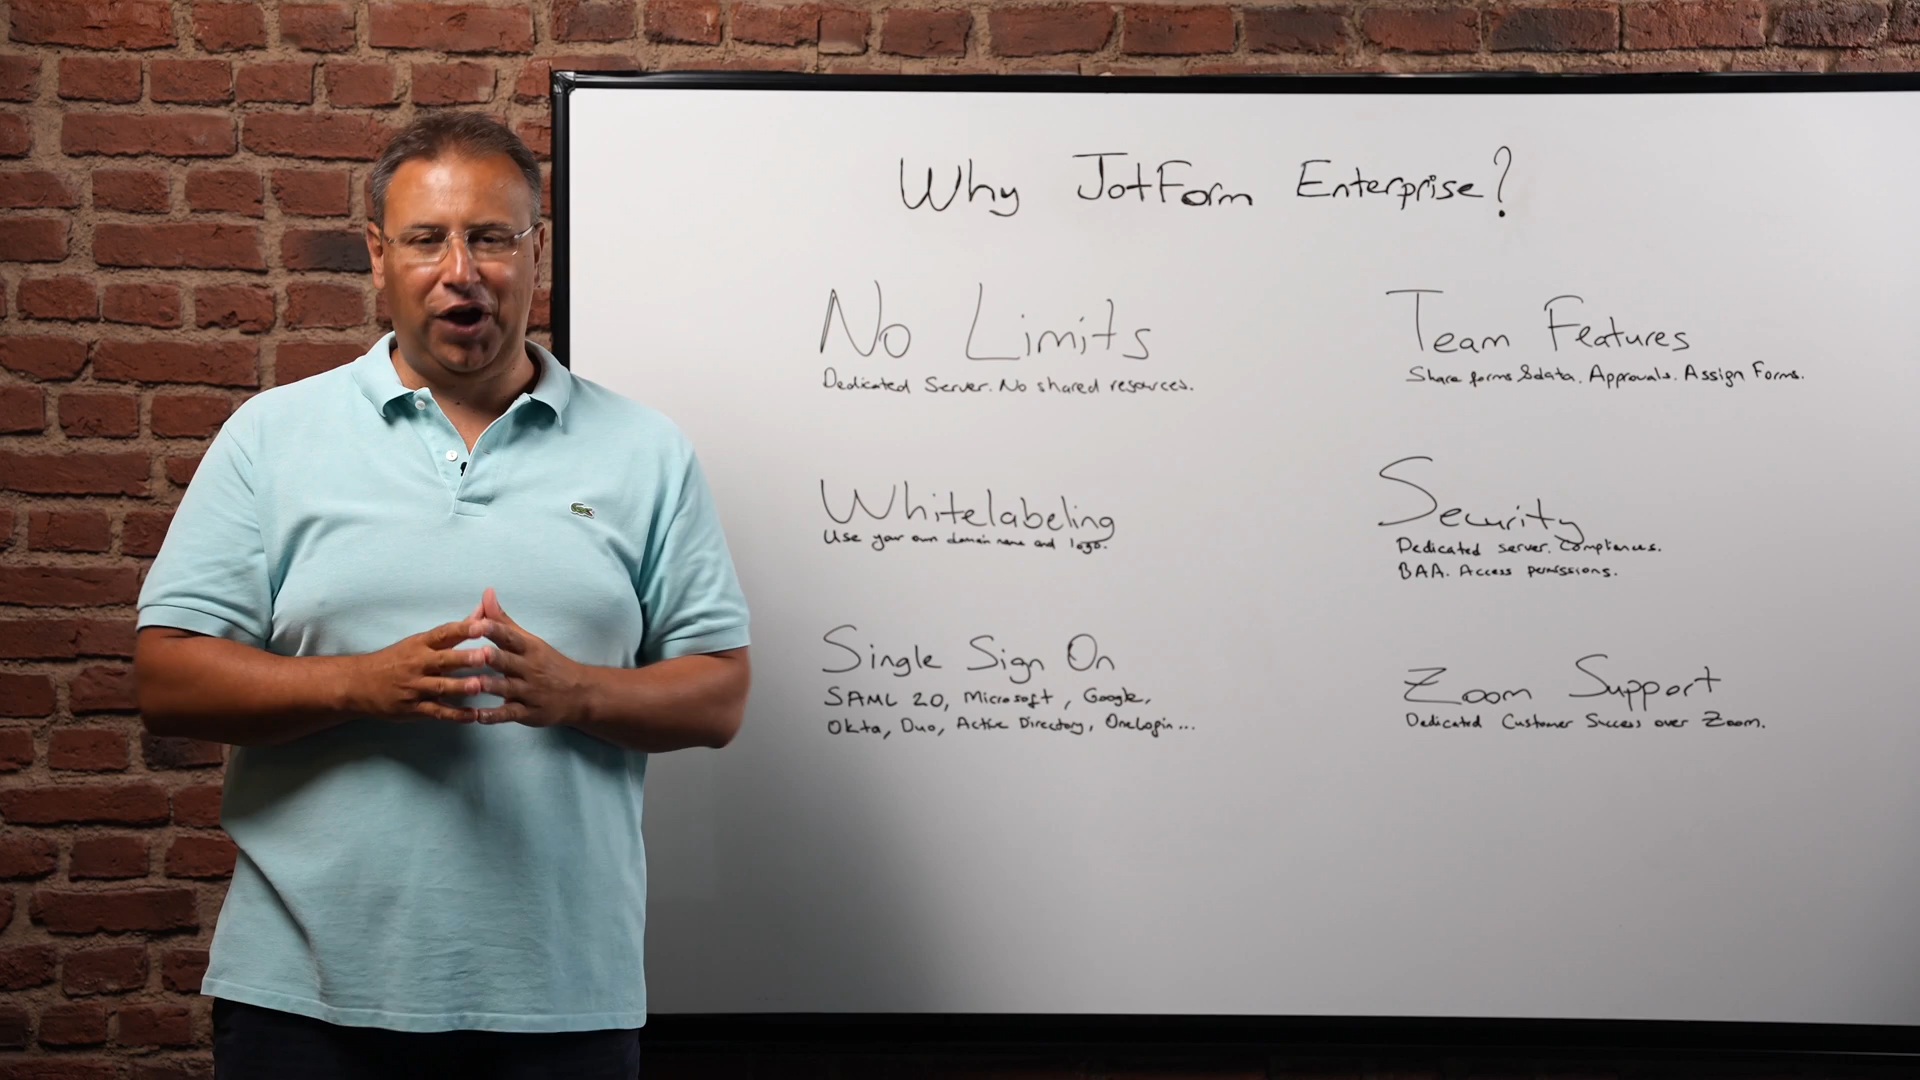 Why JotForm Enterprise?
No Limits
Dedicated Server. No shared resources.
Whitelabeling
Use your own domain name and logo.
Single Sign On
SAML 2.0, Microsoft, Google,
Okta, Duo, Active Directory, OneLogin...
Team Features
Share forms & data. Approvals. Assign Forms.
Security
Dedicated server. Compliances.
BAA. Access permissions.
Zoom Support
Dedicated Customer Success over Zoom.